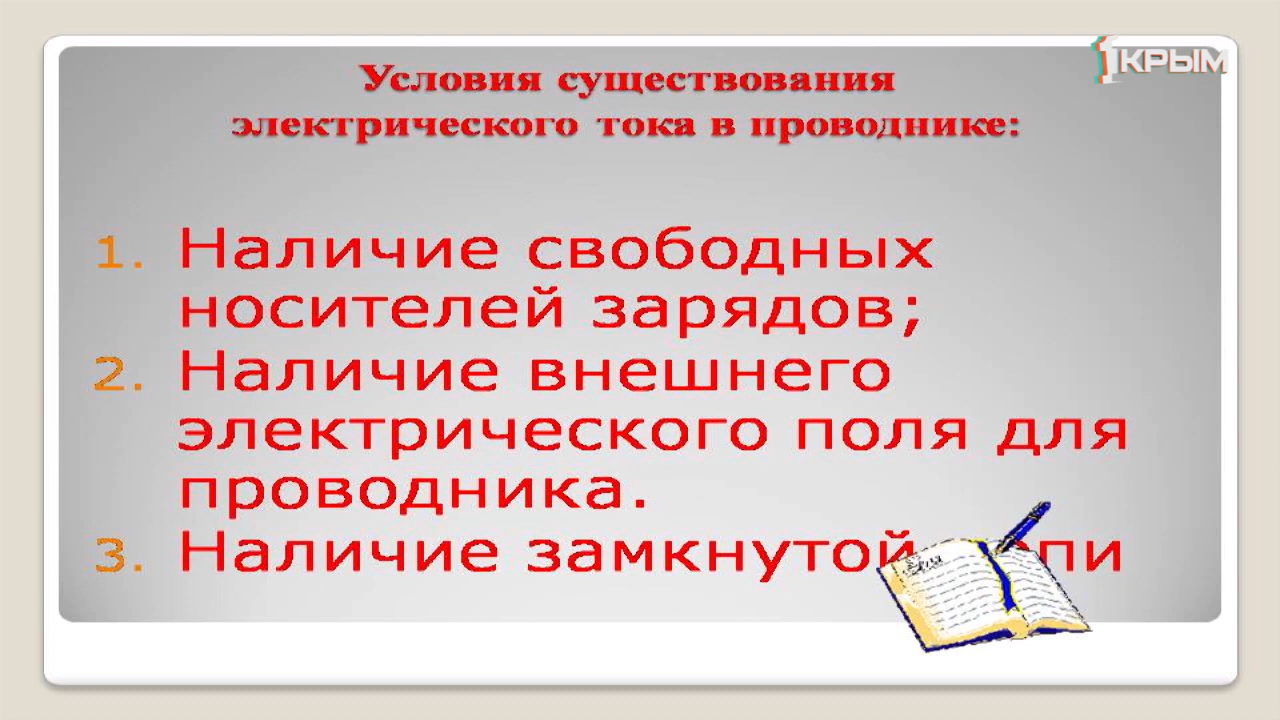 1КРЫМ
Условия существования
электрического тока в проводнике:
1. Наличие свободных
носителей зарядов;
2. Наличие внешнего
электрического поля для
проводника.
3. Наличие замкнутой